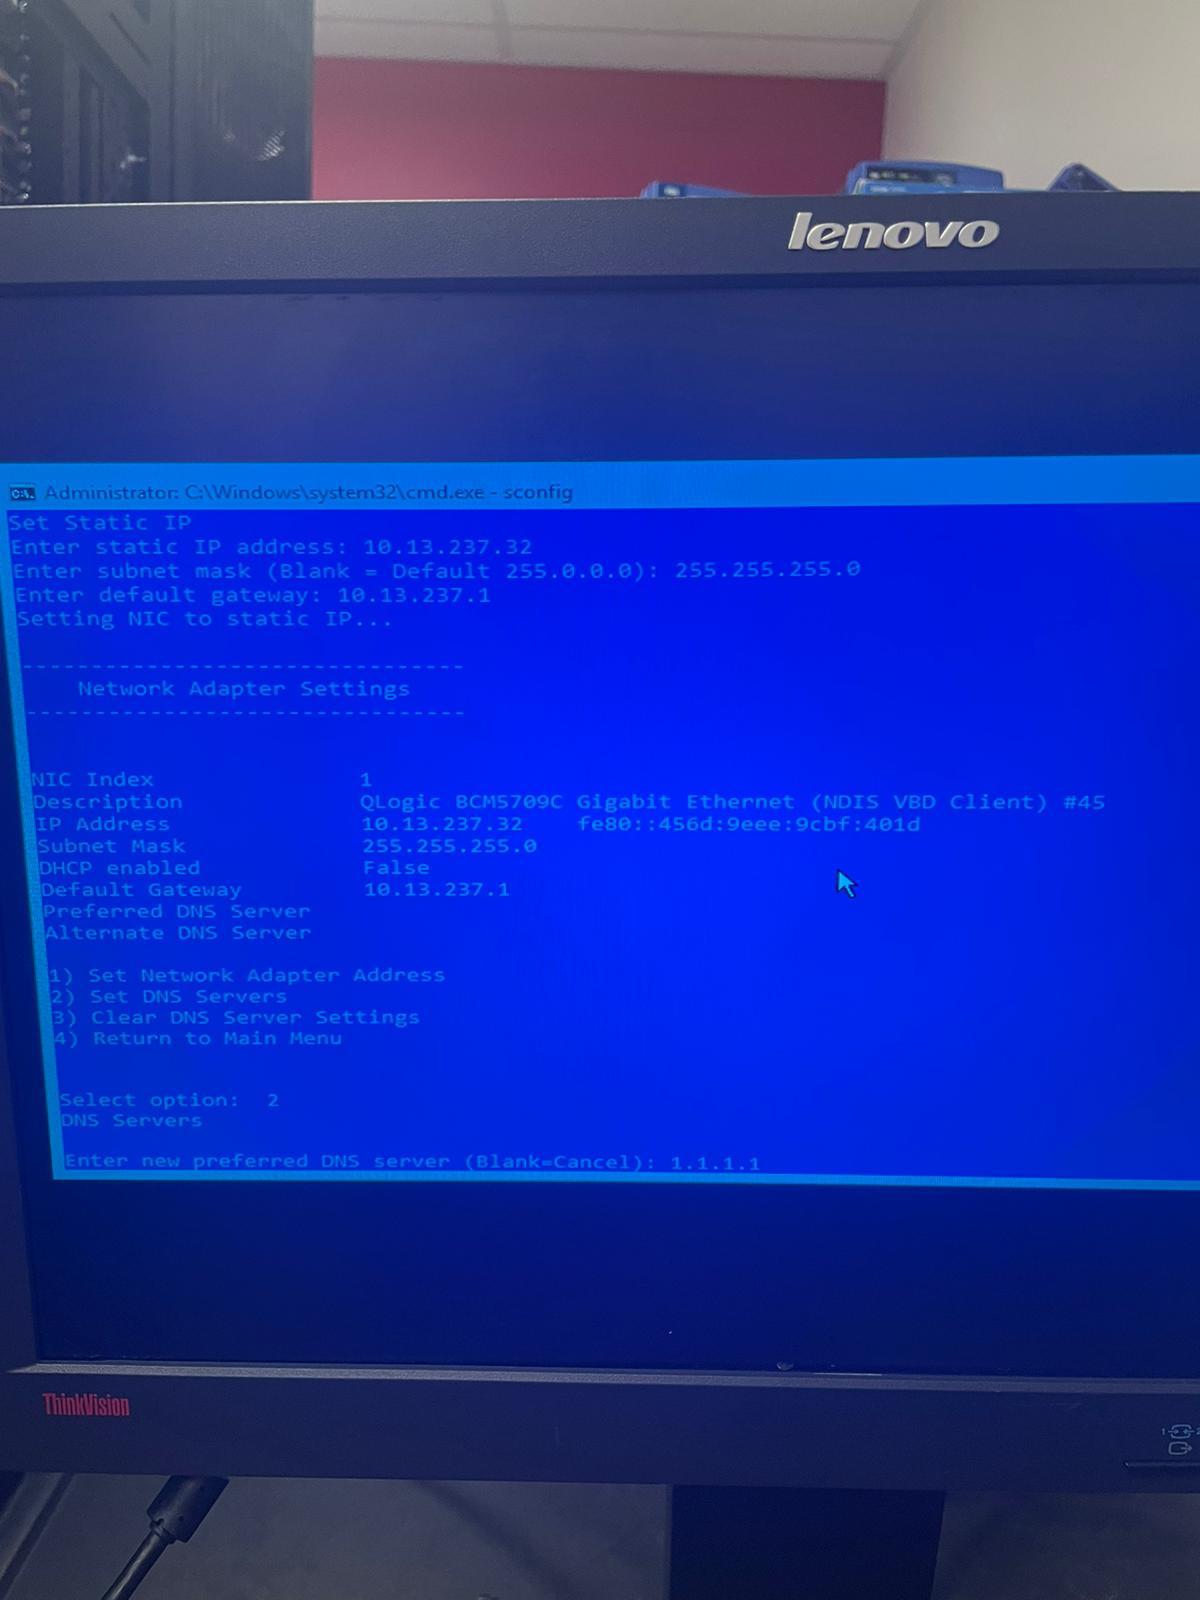 lenovo
Administrator: C:\Windows\system32\cmd.exe - sconfig
Set Static IP
Enter static IP address: 10.13.237.32
Enter subnet mask (Blank = Default 255.0.0.0): 255.255.255.0
Enter default gateway: 10.13.237.1
Setting NIC to static IP...
--------------------------------
Network Adapter Settings
--------------------------------
NIC Index 1
Description QLogic BCM5709C Gigabit Ethernet (NDIS VBD Client) #45
IP Address 10.13.237.32 fe80::456d:9eee:9cbf:401d
Subnet Mask 255.255.255.0
DHCP enabled False
Default Gateway 10.13.237.1
Preferred DNS Server
Alternate DNS Server
1) Set Network Adapter Address
2) Set DNS Servers
3) Clear DNS Server Settings
4) Return to Main Menu
Select option: 2
DNS Servers
Enter new preferred DNS server (Blank=Cancel): 1.1.1.1
ThinkVision